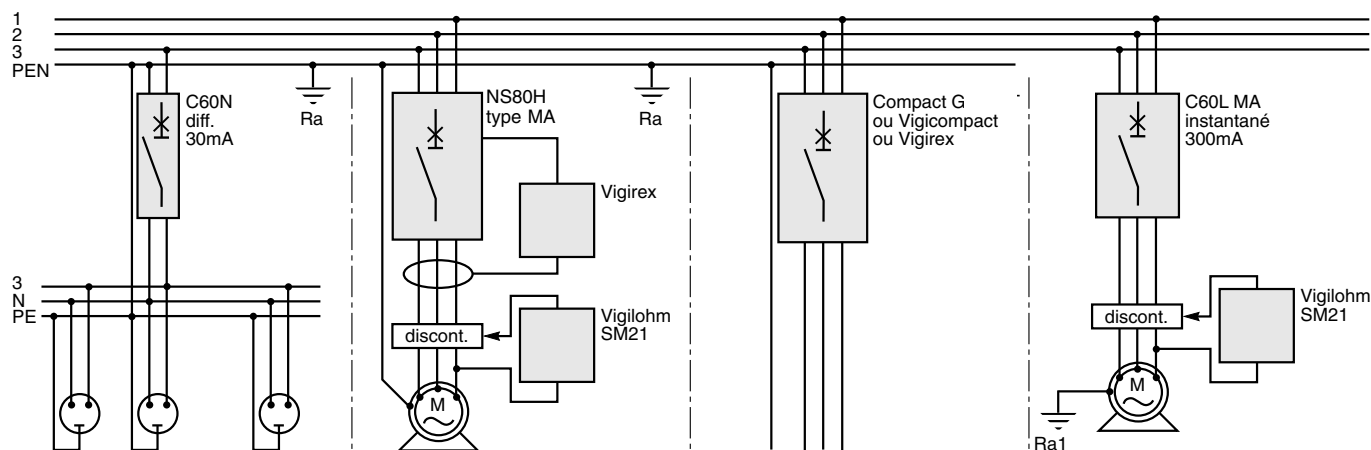 1
2
3
PEN
C60N
diff.
30mA
Ra
NS80H
type MA
Ra
Compact G
ou Vigicompact
ou Vigirex
C60L MA
instantané
300mA
Vigirex
3
N
PE
discont.
Vigilohm
SM21
discont.
Vigilohm
SM21
M
M
Ra1